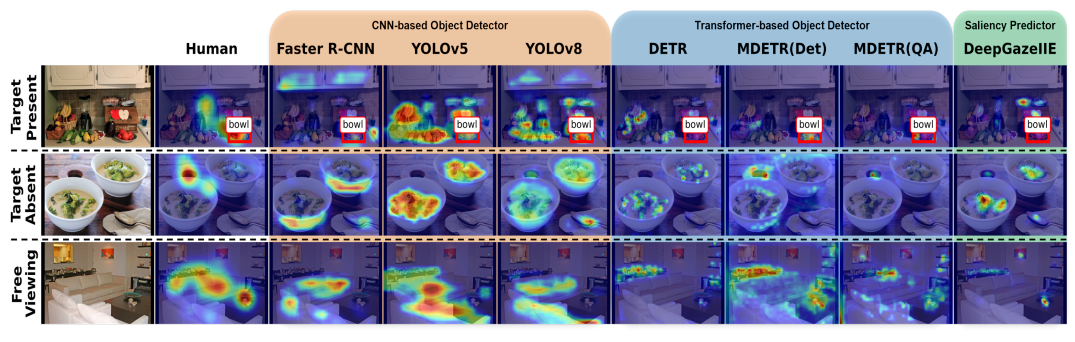 CNN-based Object Detector
Transformer-based Object Detector
Saliency Predictor
Human
Faster R-CNN
YOLOv5
YOLOv8
DETR
MDETR(Det)
MDETR(QA)
DeepGazeIIE
Target
Present
bowl
bowl
bowl
bowl
bowl
bowl
bowl
bowl
Target
Absent
Free
Viewing